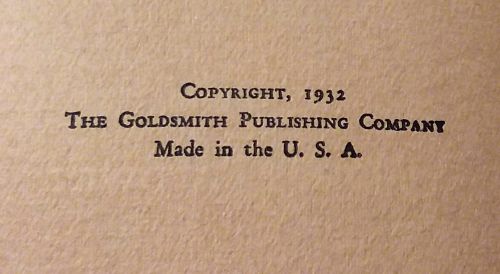 COPYRIGHT, 1932
THE GOLDSMITH PUBLISHING COMPANY
Made in the U. S. A.